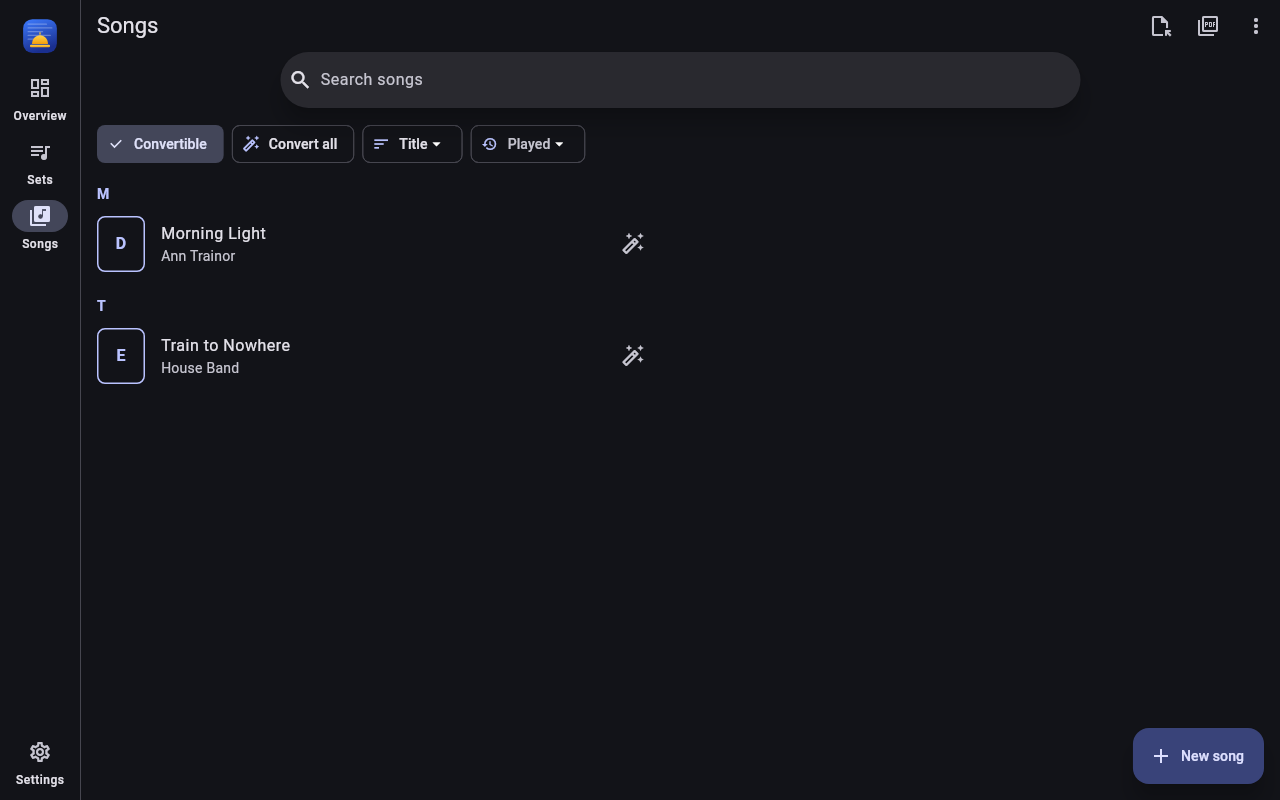 Songs
PDF
Search songs
Overview
Sets
Songs
Settings
Convertible
Convert all
Title
Played
M
D
Morning Light
Ann Trainor
T
E
Train to Nowhere
House Band
New song